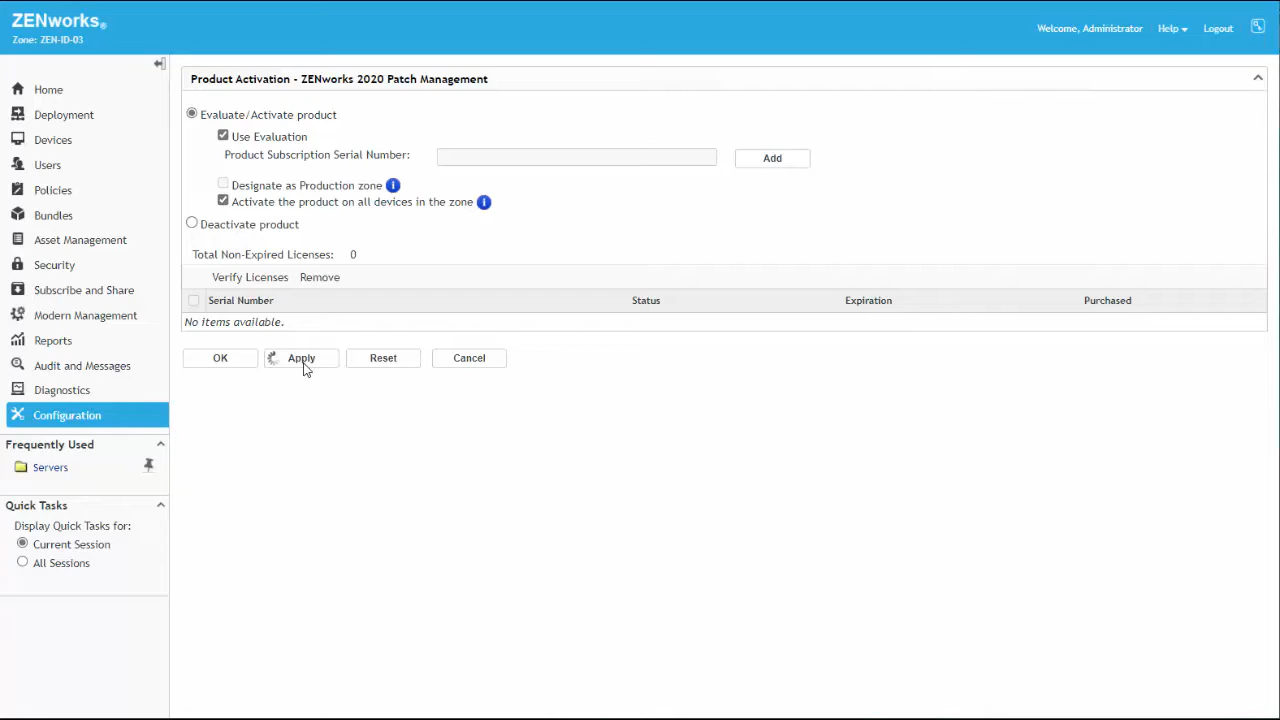 ZENworks®
Zone: ZEN-ID-03
Welcome, Administrator
Help
Logout
Home
Deployment
Devices
Users
Policies
Bundles
Asset Management
Security
Subscribe and Share
Modern Management
Reports
Audit and Messages
Diagnostics
Configuration
Frequently Used
Servers
Quick Tasks
Display Quick Tasks for:
Current Session
All Sessions
Product Activation - ZENworks 2020 Patch Management
Evaluate/Activate product
Use Evaluation
Product Subscription Serial Number:
Add
Designate as Production zone
Activate the product on all devices in the zone
Deactivate product
Total Non-Expired Licenses: 0
Verify Licenses Remove
Serial Number Status Expiration Purchased
No items available.
OK Apply Reset Cancel